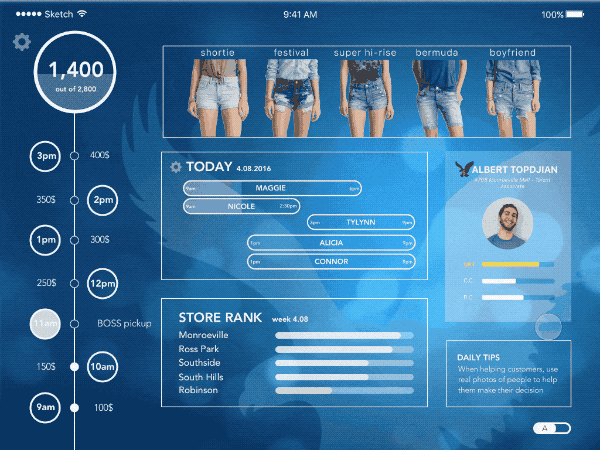 Sketch
9:41 AM
100%
1,400
out of 2,800
shortie festival super hi-rise bermuda boyfriend
3pm 400$
350$ 2pm
1pm 300$
250$ 12pm
11am BOSS pickup
150$ 10am
9am 100$
TODAY 4.08.2016
9am MAGGIE 6pm
9am NICOLE 2:30pm
TYLYNN 9pm
1pm ALICIA 9pm
1pm CONNOR 9pm
STORE RANK week 4.08
Monroeville
Ross Park
Southside
South Hills
Robinson
ALBERT TOPDJIAN
DAILY TIPS
When helping customers, use
real photos of people to help
them make their decision
A